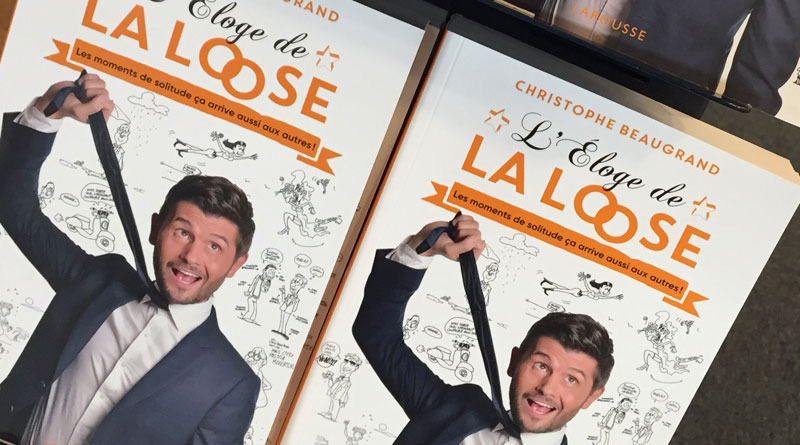 BEAUGRAND
L'Éloge de
LA LOOSE
Les moments de solitude ça arrive aussi aux autres !
LAROUSSE
CHRISTOPHE BEAUGRAND
L'Éloge de
LA LOOSE
Les moments de solitude ça arrive aussi aux autres !